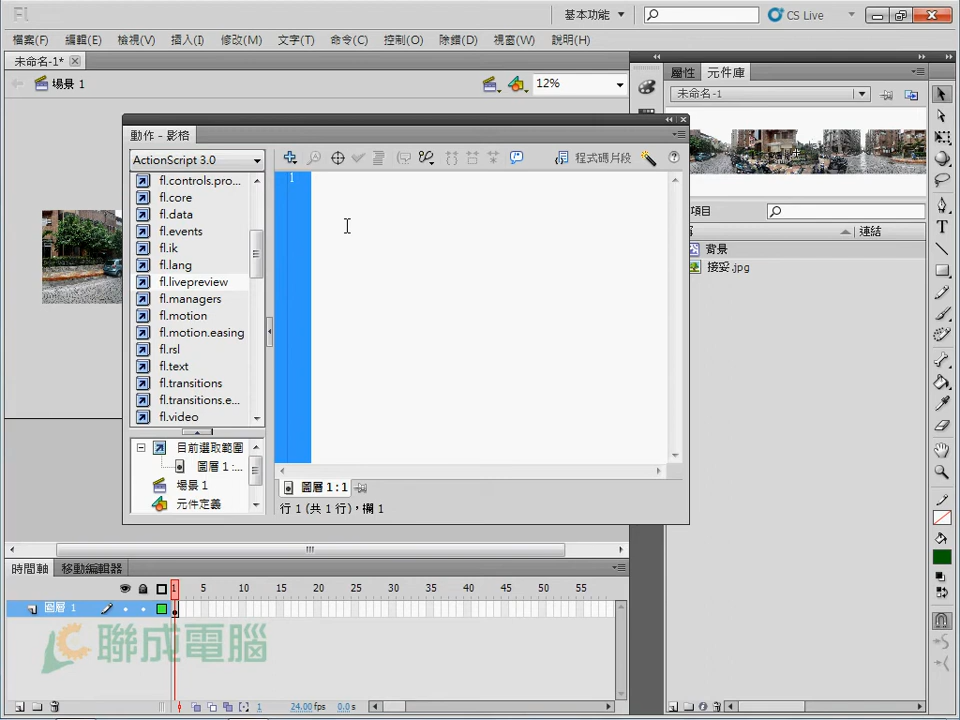 Fl
基本功能
CS Live
檔案(F) 編輯(E) 檢視(V) 插入(I) 修改(M) 文字(T) 命令(C) 控制(O) 除錯(D) 視窗(W) 說明(H)
未命名-1*
場景 1
12%
屬性 元件庫
未命名-1
動作 - 影格
ActionScript 3.0
程式碼片段
1
fl.controls.pro...
fl.core
fl.data
fl.events
fl.ik
fl.lang
fl.livepreview
fl.managers
fl.motion
fl.motion.easing
fl.rsl
fl.text
fl.transitions
fl.transitions.e...
fl.video
目前選取範圍
圖層 1 :...
場景 1
元件定義
圖層 1 : 1
行 1 (共 1 行)，欄 1
項目
連結
背景
接妥.jpg
時間軸 移動編輯器
1 5 10 15 20 25 30 35 40 45 50 55
圖層 1
聯成電腦
1 24.00 fps 0.0 s